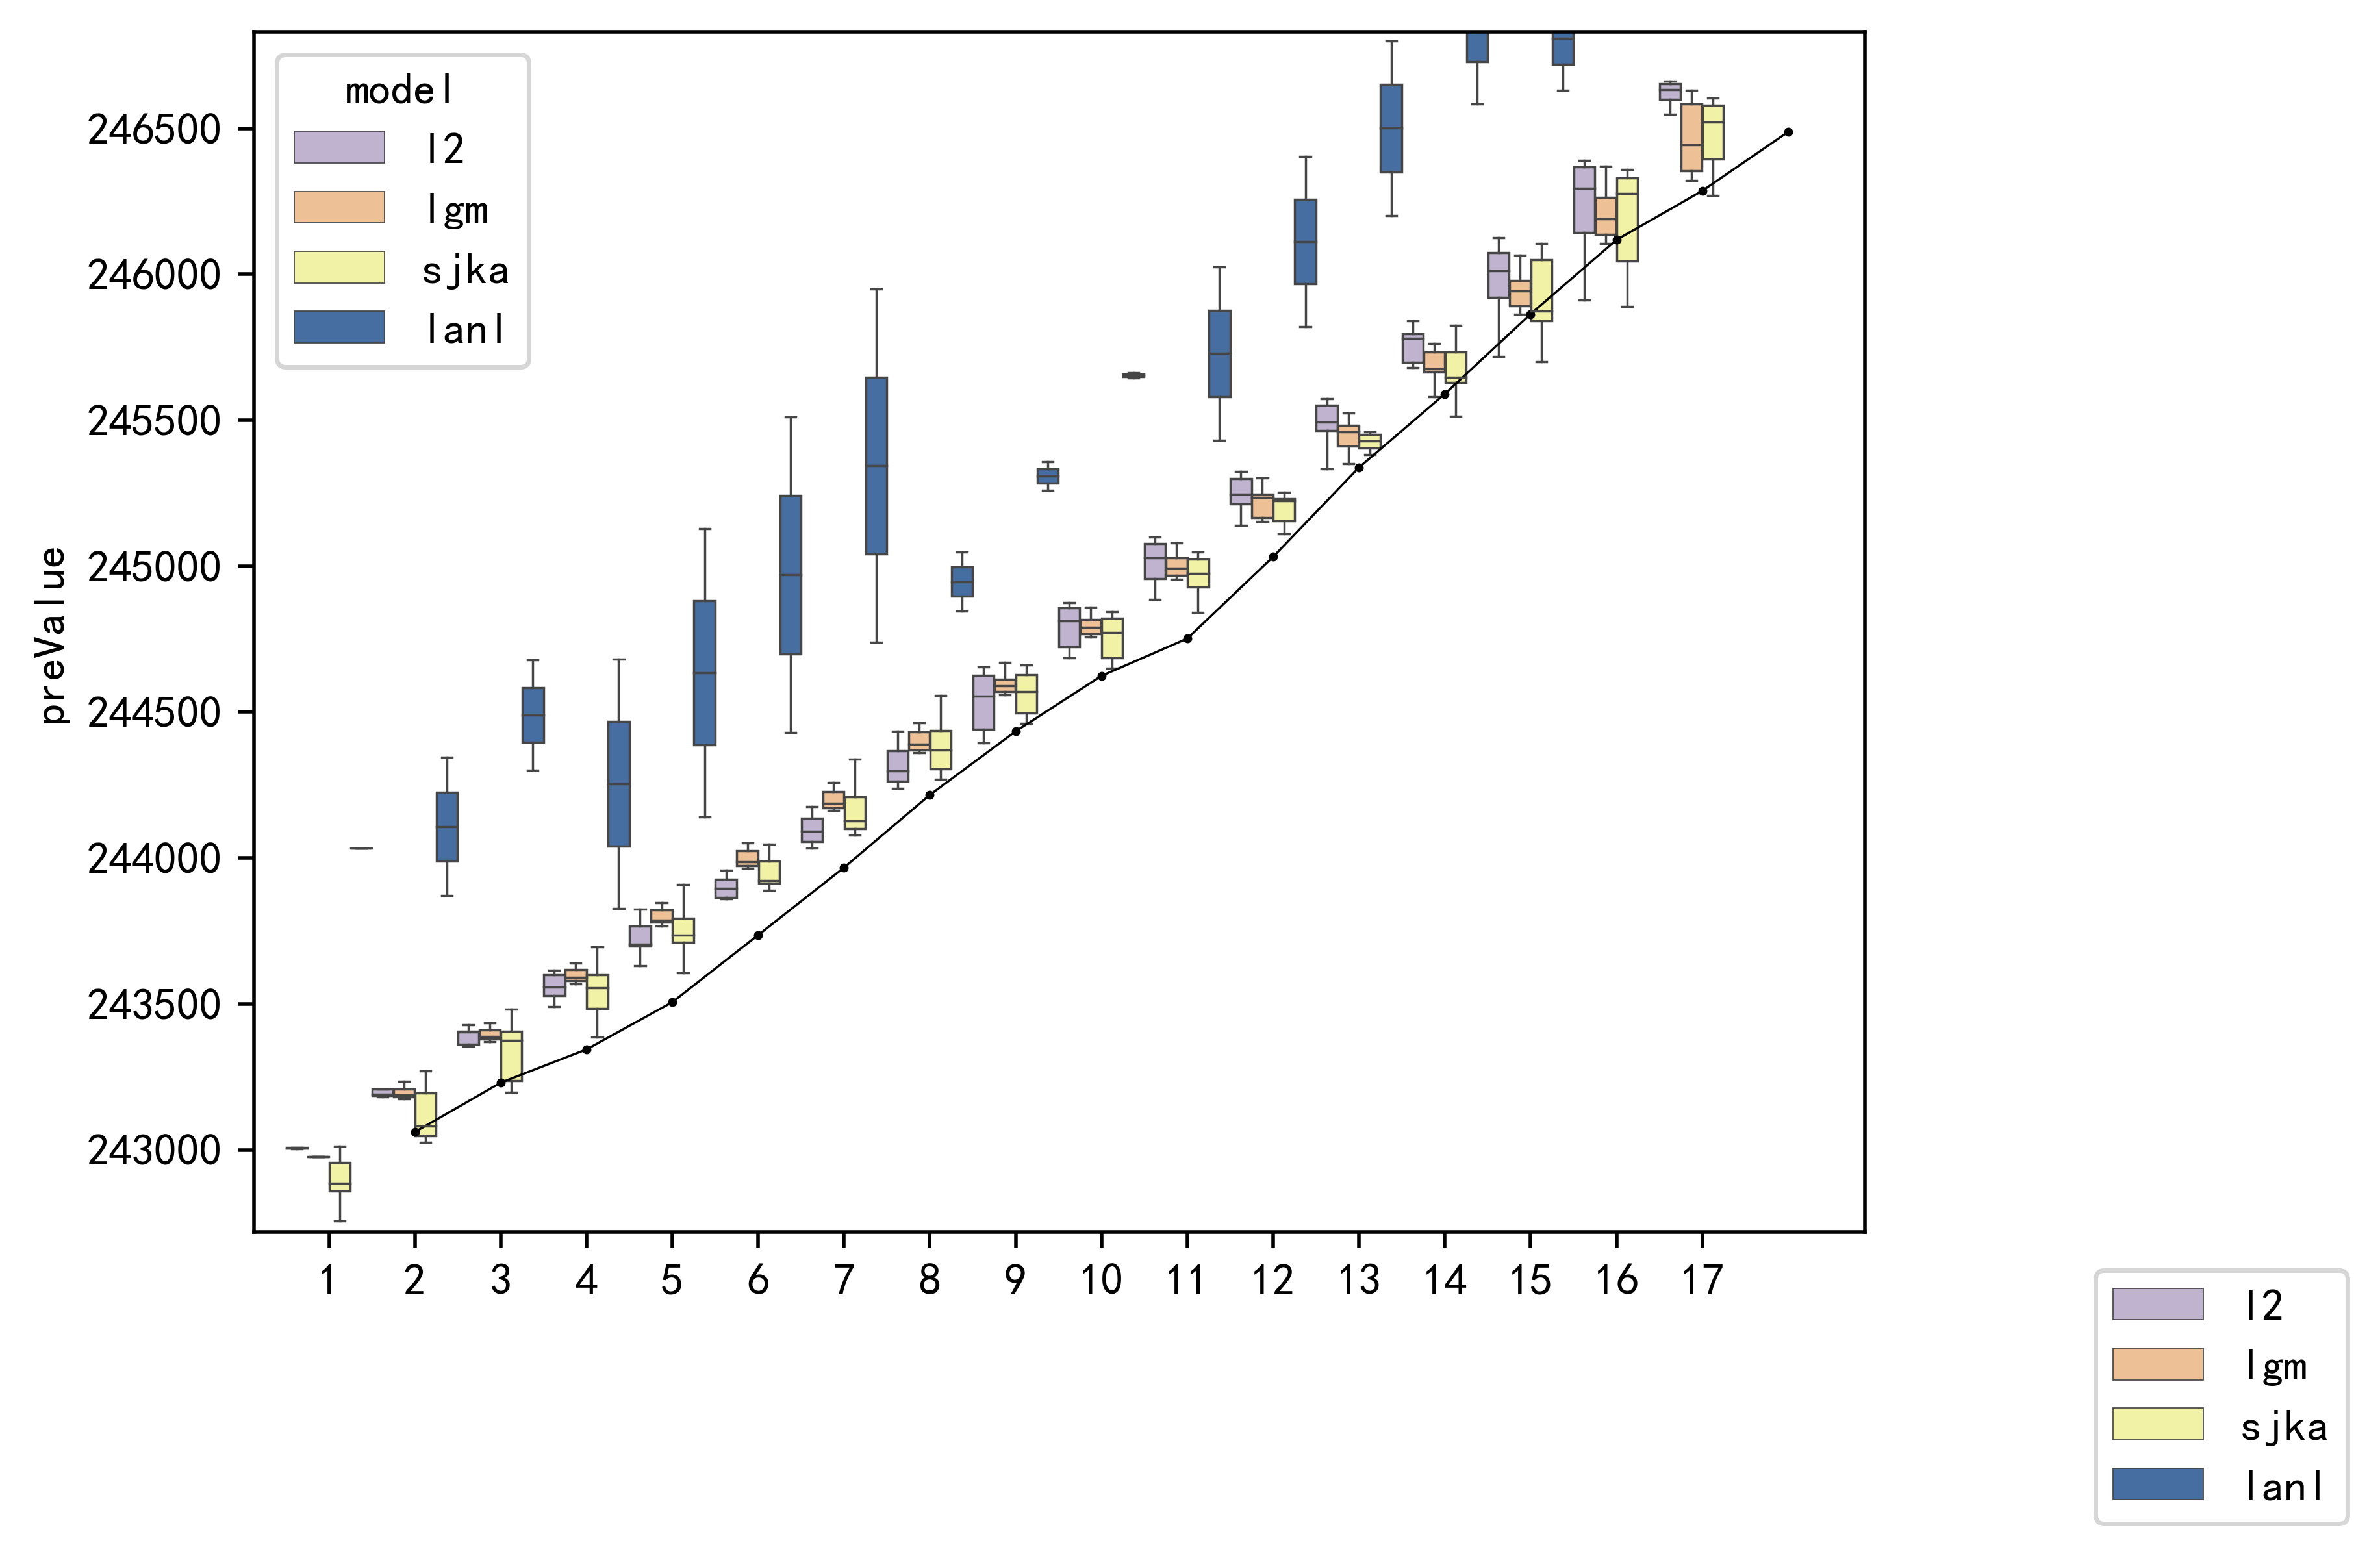 model
l2
lgm
sjka
lanl
preValue
246500
246000
245500
245000
244500
244000
243500
243000
1 2 3 4 5 6 7 8 9 10 11 12 13 14 15 16 17
l2
lgm
sjka
lanl